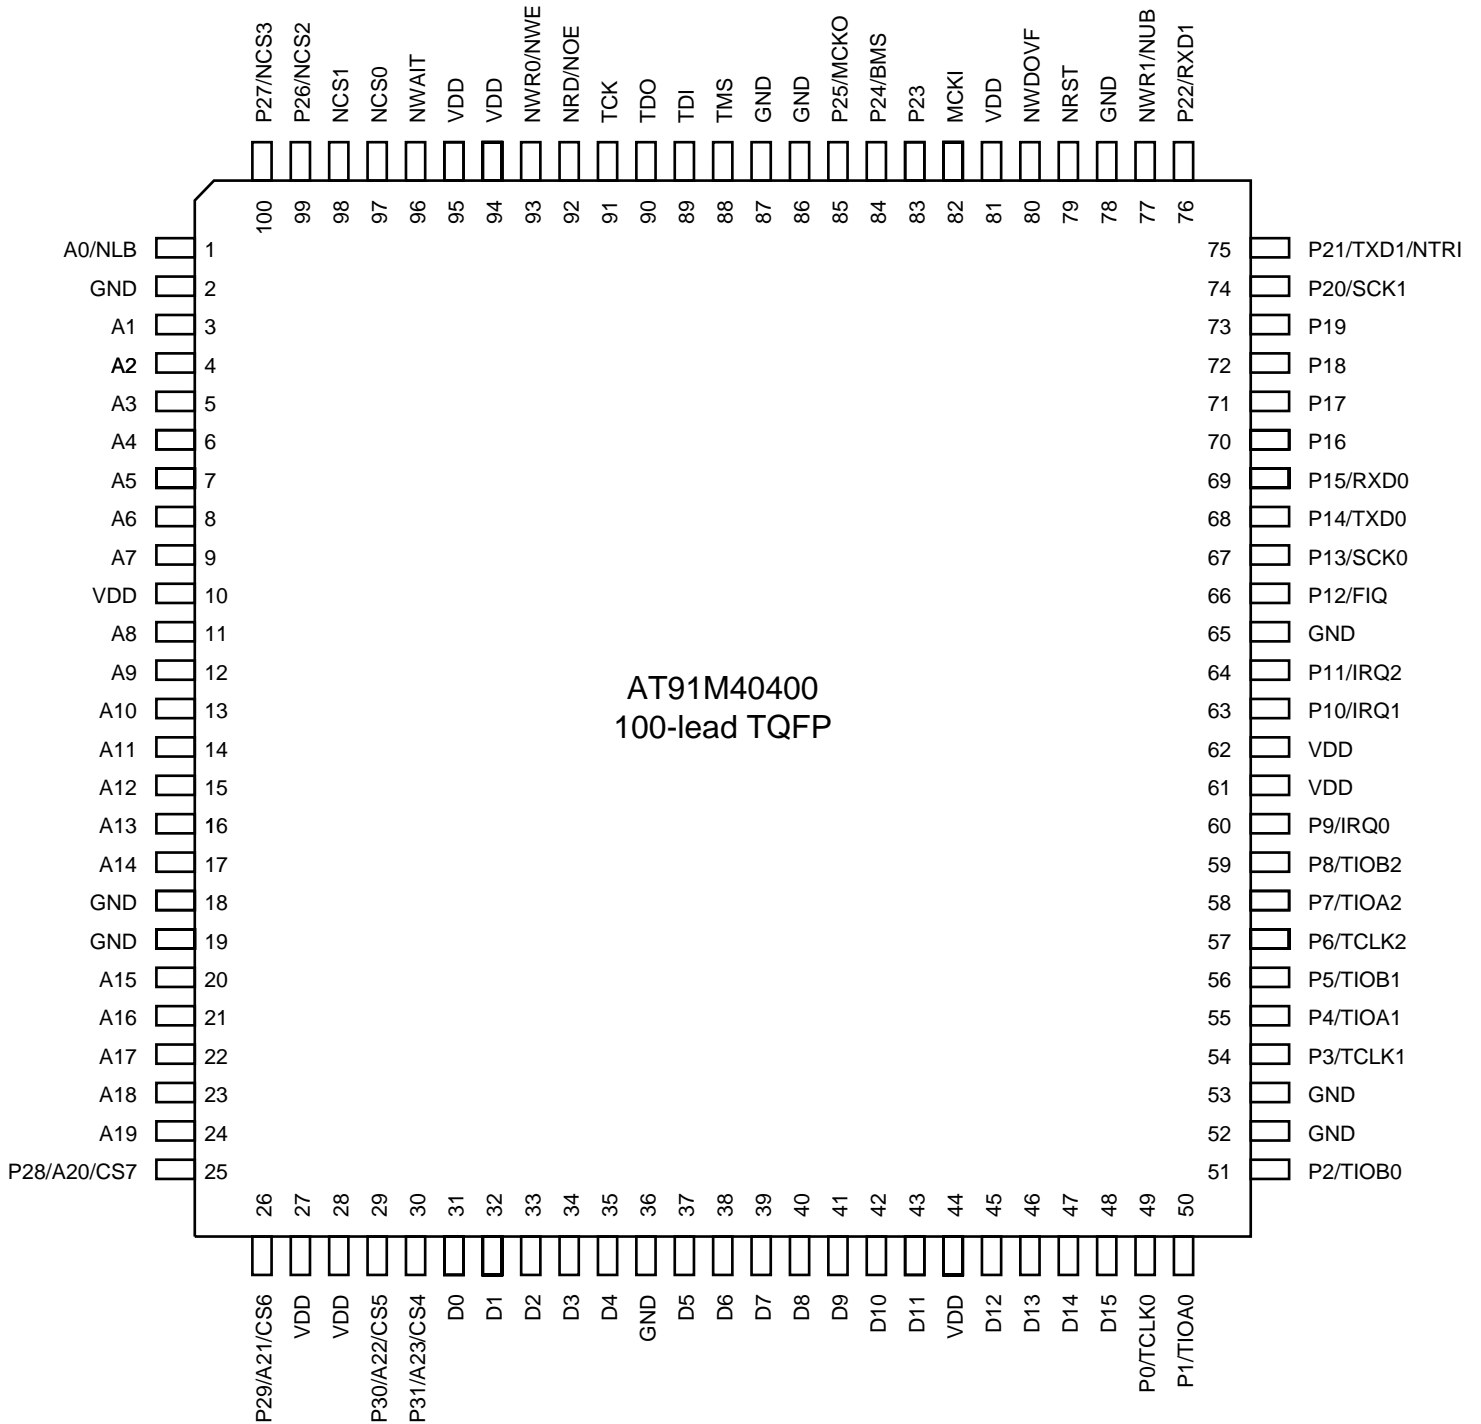 P27/NCS3
P26/NCS2
NCS1
NCS0
NWAIT
VDD
VDD
NWR0/NWE
NRD/NOE
TCK
TDO
TDI
TMS
GND
GND
P25/MCKO
P24/BMS
P23
MCKI
VDD
NWDOVF
NRST
GND
NWR1/NUB
P22/RXD1
100
99
98
97
96
95
94
93
92
91
90
89
88
87
86
85
84
83
82
81
80
79
78
77
76
A0/NLB 1
GND 2
A1 3
A2 4
A3 5
A4 6
A5 7
A6 8
A7 9
VDD 10
A8 11
A9 12
A10 13
A11 14
A12 15
A13 16
A14 17
GND 18
GND 19
A15 20
A16 21
A17 22
A18 23
A19 24
P28/A20/CS7 25
AT91M40400
100-lead TQFP
75 P21/TXD1/NTRI
74 P20/SCK1
73 P19
72 P18
71 P17
70 P16
69 P15/RXD0
68 P14/TXD0
67 P13/SCK0
66 P12/FIQ
65 GND
64 P11/IRQ2
63 P10/IRQ1
62 VDD
61 VDD
60 P9/IRQ0
59 P8/TIOB2
58 P7/TIOA2
57 P6/TCLK2
56 P5/TIOB1
55 P4/TIOA1
54 P3/TCLK1
53 GND
52 GND
51 P2/TIOB0
26
27
28
29
30
31
32
33
34
35
36
37
38
39
40
41
42
43
44
45
46
47
48
49
50
P29/A21/CS6
VDD
VDD
P30/A22/CS5
P31/A23/CS4
D0
D1
D2
D3
D4
GND
D5
D6
D7
D8
D9
D10
D11
VDD
D12
D13
D14
D15
P0/TCLK0
P1/TIOA0